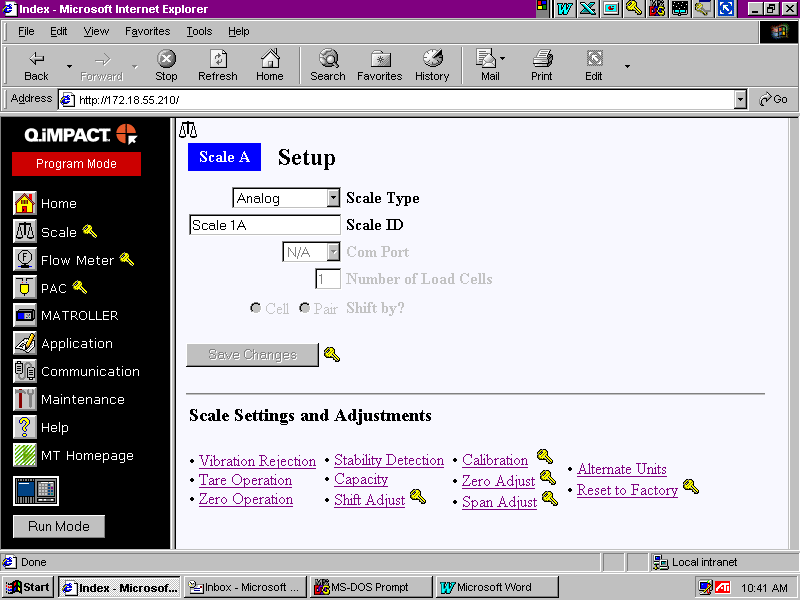 Index - Microsoft Internet Explorer
File Edit View Favorites Tools Help
Back Forward Stop Refresh Home Search Favorites History Mail Print Edit
Address http://172.18.55.210/ Go
Q.iMPACT.
Program Mode
Home
Scale
Flow Meter
PAC
MATROLLER
Application
Communication
Maintenance
Help
MT Homepage
Run Mode
Scale A Setup
Analog Scale Type
Scale 1A Scale ID
N/A Com Port
1 Number of Load Cells
Cell Pair Shift by?
Save Changes
Scale Settings and Adjustments
• Vibration Rejection
• Tare Operation
• Zero Operation
• Stability Detection
• Capacity
• Shift Adjust
• Calibration
• Zero Adjust
• Span Adjust
• Alternate Units
• Reset to Factory
Done Local intranet
Start Index - Microsof... Inbox - Microsoft ... MS-DOS Prompt Microsoft Word 10:41 AM